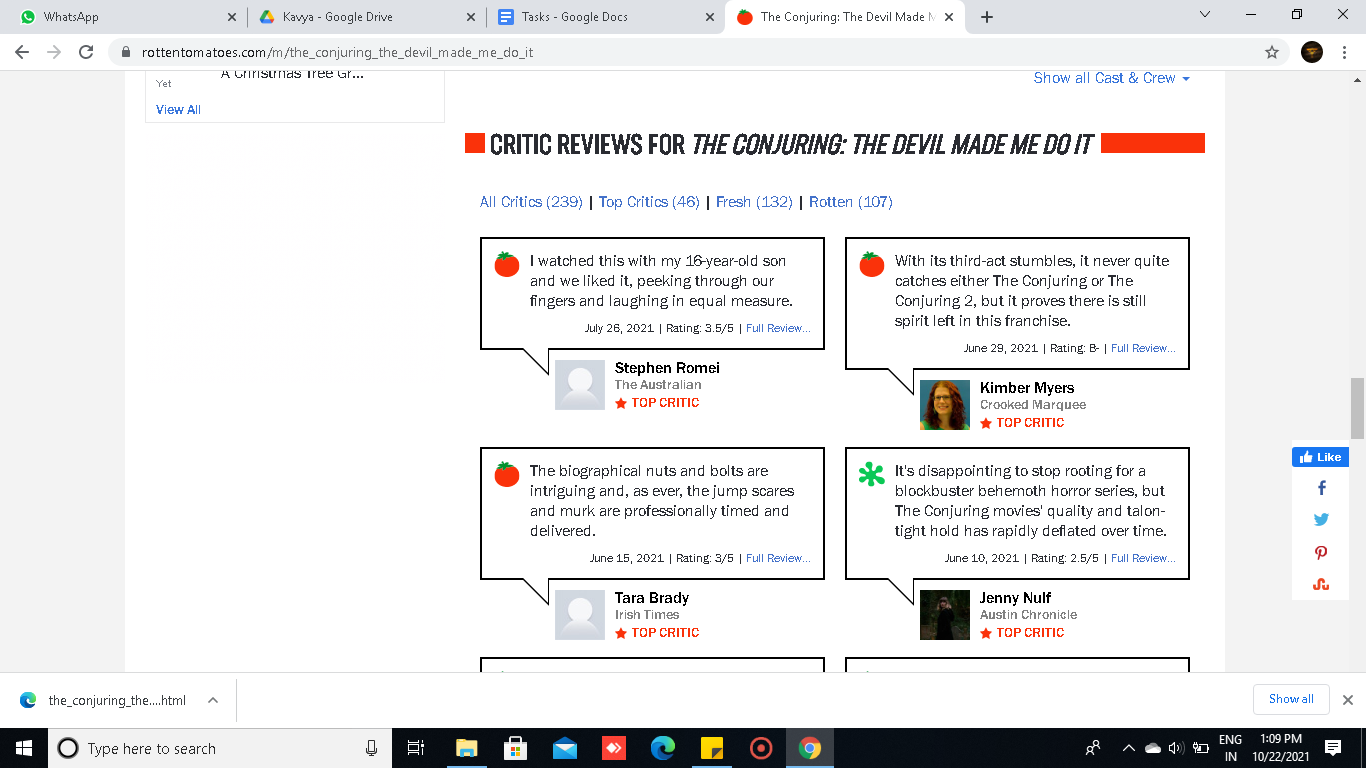 WhatsApp
Kavya - Google Drive
Tasks - Google Docs
The Conjuring: The Devil Made M
rottentomatoes.com/m/the_conjuring_the_devil_made_me_do_it
Yet
A Christmas Tree Gr...
View All
Show all Cast & Crew
CRITIC REVIEWS FOR THE CONJURING: THE DEVIL MADE ME DO IT
All Critics (239) | Top Critics (46) | Fresh (132) | Rotten (107)
I watched this with my 16-year-old son
and we liked it, peeking through our
fingers and laughing in equal measure.
July 26, 2021 | Rating: 3.5/5 | Full Review...
Stephen Romei
The Australian
TOP CRITIC
With its third-act stumbles, it never quite
catches either The Conjuring or The
Conjuring 2, but it proves there is still
spirit left in this franchise.
June 29, 2021 | Rating: B- | Full Review...
Kimber Myers
Crooked Marquee
TOP CRITIC
The biographical nuts and bolts are
intriguing and, as ever, the jump scares
and murk are professionally timed and
delivered.
June 15, 2021 | Rating: 3/5 | Full Review...
Tara Brady
Irish Times
TOP CRITIC
It's disappointing to stop rooting for a
blockbuster behemoth horror series, but
The Conjuring movies' quality and talon-
tight hold has rapidly deflated over time.
June 10, 2021 | Rating: 2.5/5 | Full Review...
Jenny Nulf
Austin Chronicle
TOP CRITIC
Like
the_conjuring_the....html
Show all
Type here to search
ENG
IN
1:09 PM
10/22/2021